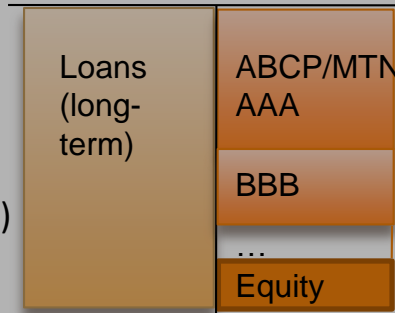 Loans
(long-
term)
)
ABCP/MTN
AAA
BBB
...
Equity